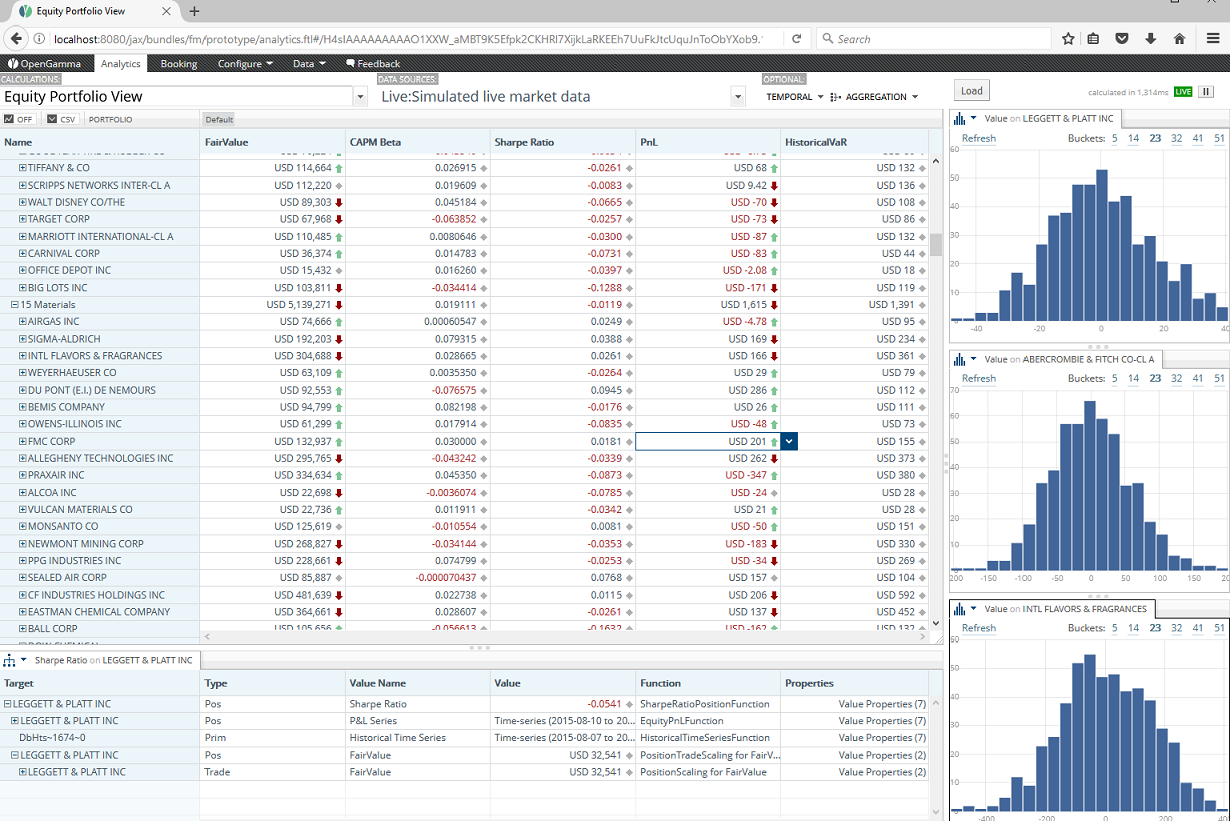 Equity Portfolio View
localhost:8080/jax/bundles/fm/prototype/analytics.ftl#/H4sIAAAAAAAAAO1XXW_aMBT9K5Efpk2CKHRI7XijkLaRKEEh7UuFkJtcUquJnToObYXob9.
Search
OpenGamma Analytics Booking Configure Data Feedback
CALCULATIONS: DATA SOURCES: OPTIONAL:
Equity Portfolio View Live:Simulated live market data TEMPORAL AGGREGATION Load calculated in 1,314ms LIVE
OFF CSV PORTFOLIO Default
Name FairValue CAPM Beta Sharpe Ratio PnL HistoricalVaR
TIFFANY & CO USD 114,664 0.026915 -0.0261 USD 68 USD 132
SCRIPPS NETWORKS INTER-CL A USD 112,220 0.019609 -0.0083 USD 9.42 USD 136
WALT DISNEY CO/THE USD 89,303 0.045184 -0.0665 USD -70 USD 108
TARGET CORP USD 67,968 -0.063852 -0.0257 USD -73 USD 86
MARRIOTT INTERNATIONAL-CL A USD 110,485 0.0080646 -0.0300 USD -87 USD 132
CARNIVAL CORP USD 36,374 0.014783 -0.0731 USD -83 USD 44
OFFICE DEPOT INC USD 15,432 0.016260 -0.0397 USD -2.08 USD 18
BIG LOTS INC USD 103,811 -0.034414 -0.1288 USD -171 USD 119
15 Materials USD 5,139,271 0.019111 -0.0119 USD 1,615 USD 1,391
AIRGAS INC USD 74,666 0.00060547 0.0249 USD -4.78 USD 95
SIGMA-ALDRICH USD 192,203 0.079315 0.0388 USD 169 USD 234
INTL FLAVORS & FRAGRANCES USD 304,688 0.028665 0.0261 USD 166 USD 361
WEYERHAEUSER CO USD 63,109 0.0035350 -0.0264 USD 29 USD 79
DU PONT (E.I.) DE NEMOURS USD 92,553 -0.076575 0.0945 USD 286 USD 112
BEMIS COMPANY USD 94,799 0.082198 -0.0176 USD 26 USD 111
OWENS-ILLINOIS INC USD 61,299 0.017914 -0.0835 USD -48 USD 73
FMC CORP USD 132,937 0.030000 0.0181 USD 201 USD 155
ALLEGHENY TECHNOLOGIES INC USD 295,765 -0.043242 -0.0339 USD 262 USD 373
PRAXAIR INC USD 334,634 0.045350 -0.0873 USD -347 USD 380
ALCOA INC USD 22,698 -0.0036074 -0.0785 USD -24 USD 28
VULCAN MATERIALS CO USD 22,736 0.011911 -0.0342 USD 21 USD 28
MONSANTO CO USD 125,619 -0.010554 0.0081 USD -50 USD 151
NEWMONT MINING CORP USD 268,827 -0.034144 -0.0353 USD -183 USD 330
PPG INDUSTRIES INC USD 228,661 0.074799 -0.0253 USD -34 USD 269
SEALED AIR CORP USD 85,887 -0.000070437 0.0768 USD 157 USD 104
CF INDUSTRIES HOLDINGS INC USD 481,639 0.022738 0.0115 USD 206 USD 592
EASTMAN CHEMICAL COMPANY USD 364,661 0.028607 -0.0261 USD 137 USD 452
BALL CORP USD 105,656 -0.056613 -0.1632 USD -162 USD 132
Sharpe Ratio on LEGGETT & PLATT INC
Target Type Value Name Value Function Properties
LEGGETT & PLATT INC Pos Sharpe Ratio -0.0541 SharpeRatioPositionFunction Value Properties (7)
LEGGETT & PLATT INC Pos P&L Series Time-series (2015-08-10 to 20... EquityPnLFunction Value Properties (7)
DbHts~1674~0 Prim Historical Time Series Time-series (2015-08-07 to 20... HistoricalTimeSeriesFunction Value Properties (7)
LEGGETT & PLATT INC Pos FairValue USD 32,541 PositionTradeScaling for FairV... Value Properties (2)
LEGGETT & PLATT INC Trade FairValue USD 32,541 PositionScaling for FairValue Value Properties (2)
Value on LEGGETT & PLATT INC
Refresh Buckets: 5 14 23 32 41 51
60
50
40
30
20
10
-40 -20 0 20 40
Value on ABERCROMBIE & FITCH CO-CL A
Refresh Buckets: 5 14 23 32 41 51
70
60
50
40
30
20
10
200 -150 -100 -50 0 50 100 150 20
Value on INTL FLAVORS & FRAGRANCES
Refresh Buckets: 5 14 23 32 41 51
60
50
40
30
20
10
-400 -200 0 200 40